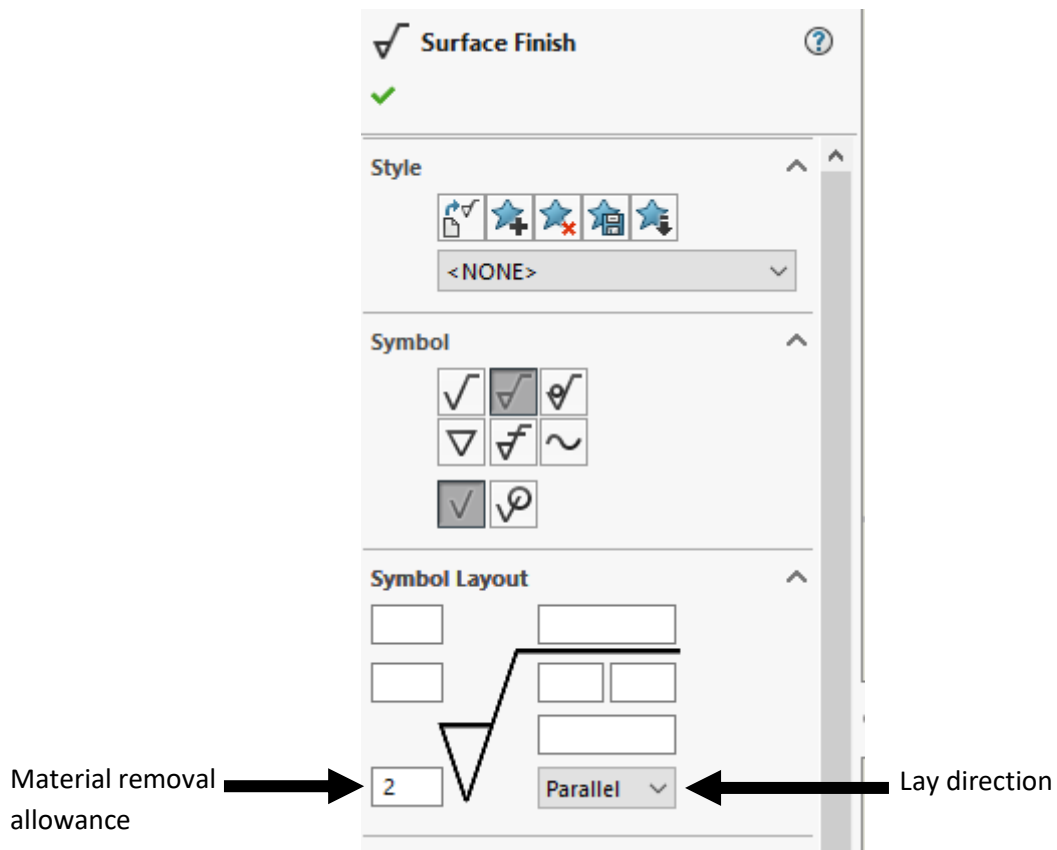 Surface Finish
Style
<NONE>
Symbol
Symbol Layout
Material removal
allowance
2
Parallel
Lay direction